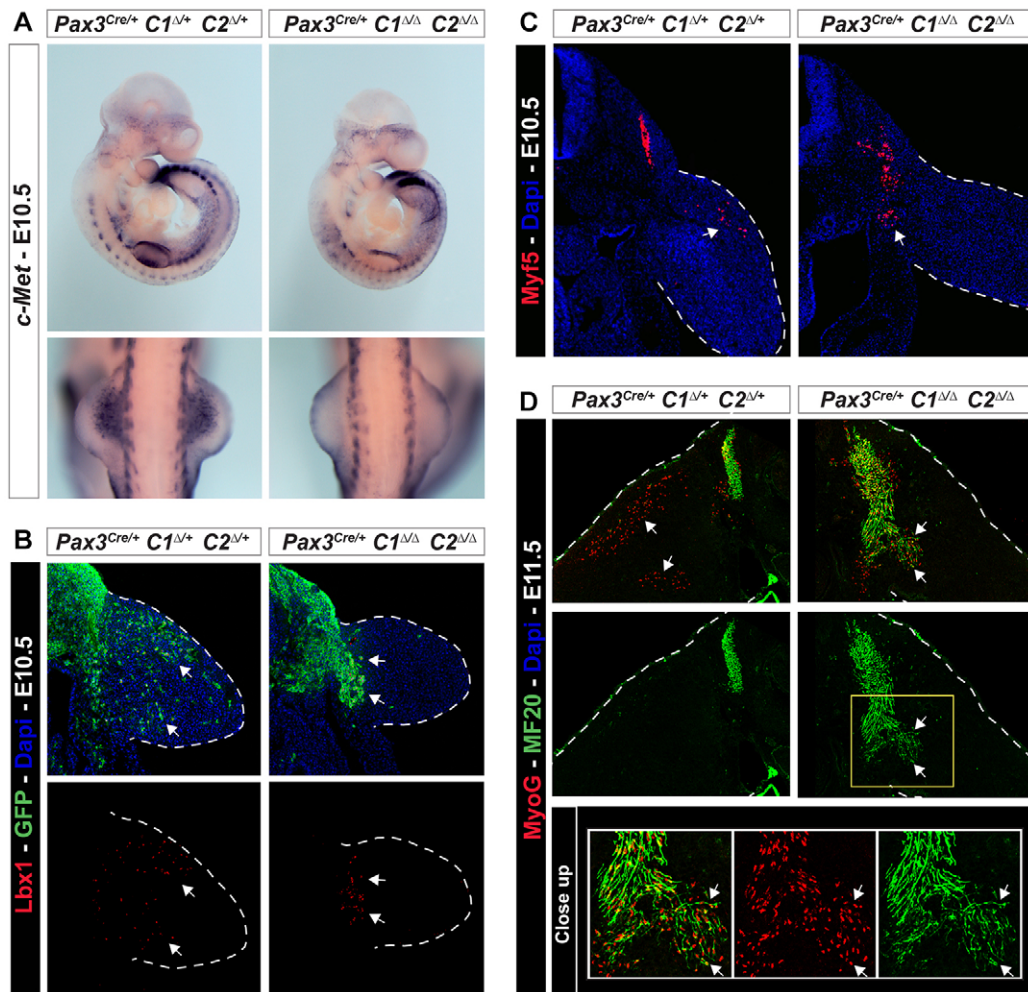 A
Pax3Cre/+ C1Δ/+ C2Δ/+
Pax3Cre/+ C1Δ/Δ C2Δ/Δ
c-Met - E10.5
B
Pax3Cre/+ C1Δ/+ C2Δ/+
Pax3Cre/+ C1Δ/Δ C2Δ/Δ
Lbx1 - GFP - Dapi - E10.5
C
Pax3Cre/+ C1Δ/+ C2Δ/+
Pax3Cre/+ C1Δ/Δ C2Δ/Δ
Myf5 - Dapi - E10.5
D
Pax3Cre/+ C1Δ/+ C2Δ/+
Pax3Cre/+ C1Δ/Δ C2Δ/Δ
MyoG - MF20 - Dapi - E11.5
Close up